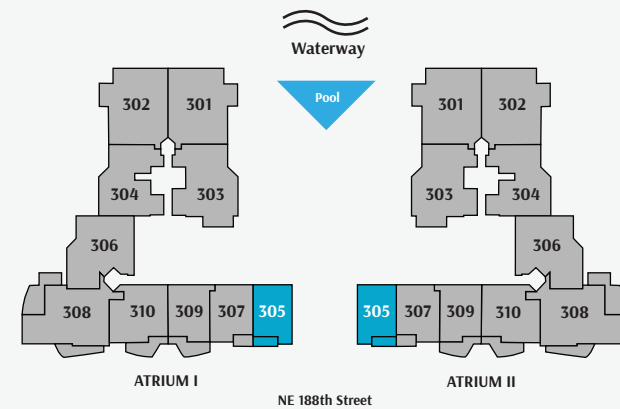 Waterway
Pool
302 301
301 302
304 303
303 304
306
306
308 310 309 307 305
305 307 309 310 308
ATRIUM I
ATRIUM II
NE 188th Street